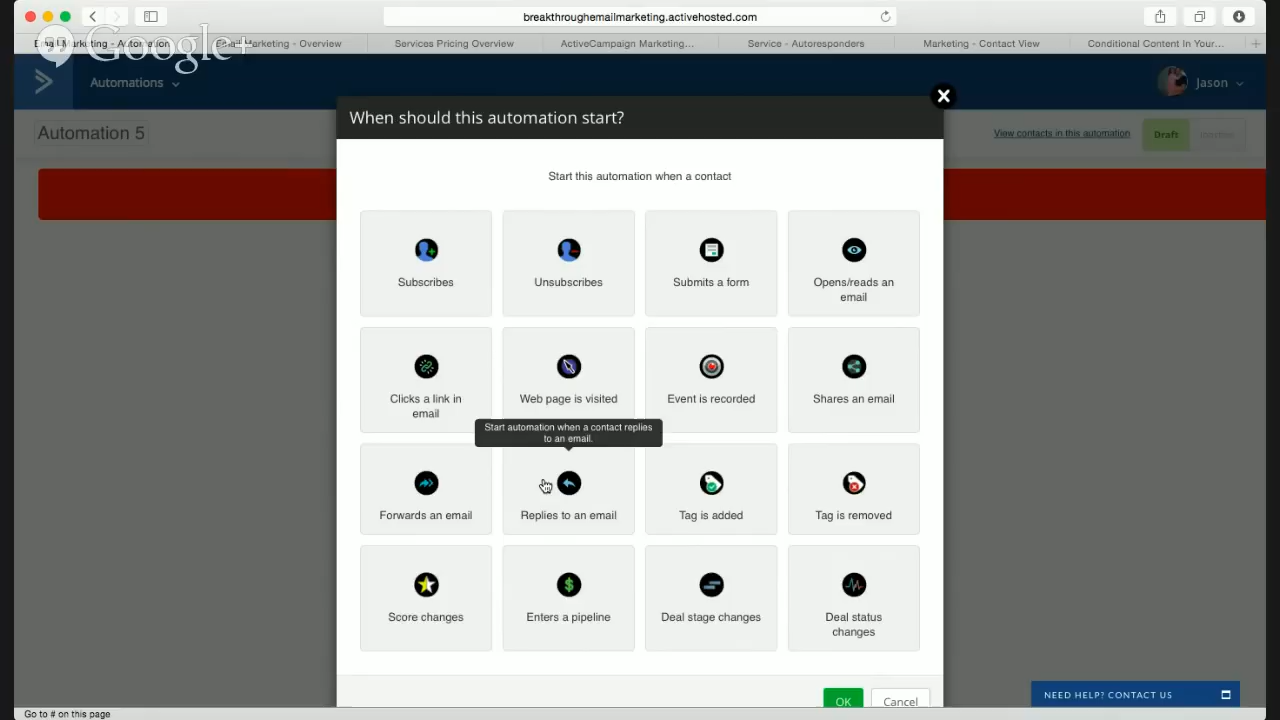 breakthroughemailmarketing.activehosted.com
Email Marketing - Automation
Marketing - Overview
Services Pricing Overview
ActiveCampaign Marketing...
Service - Autoresponders
Marketing - Contact View
Conditional Content In Your...
Google+
Automations
Jason
Automation 5
View contacts in this automation
Draft
When should this automation start?
Start this automation when a contact
Subscribes
Unsubscribes
Submits a form
Opens/reads an
email
Clicks a link in
email
Web page is visited
Event is recorded
Shares an email
Start automation when a contact replies
to an email.
Forwards an email
Replies to an email
Tag is added
Tag is removed
Score changes
Enters a pipeline
Deal stage changes
Deal status
changes
OK
Cancel
NEED HELP? CONTACT US
Go to # on this page